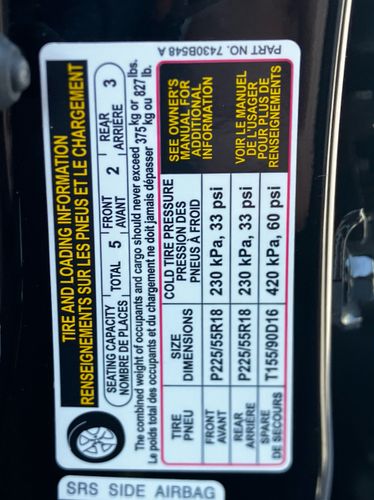 TIRE AND LOADING INFORMATION
RENSEIGNEMENTS SUR LES PNEUS ET LE CHARGEMENT
SEATING CAPACITY
NOMBRE DE PLACES
TOTAL 5
FRONT
AVANT 2
REAR
ARRIÈRE 3
The combined weight of occupants and cargo should never exceed 375 kg or 827 lbs.
Le poids total des occupants et du chargement ne doit jamais dépasser 375 kg ou 827 lb.
TIRE
PNEU
SIZE
DIMENSIONS
COLD TIRE PRESSURE
PRESSION DES
PNEUS À FROID
FRONT
AVANT
P225/55R18
230 kPa, 33 psi
REAR
ARRIÈRE
P225/55R18
230 kPa, 33 psi
SPARE
DE SECOURS
T155/90D16
420 kPa, 60 psi
SEE OWNER'S
MANUAL FOR
ADDITIONAL
INFORMATION
VOIR LE MANUEL
DE L'USAGER
POUR PLUS DE
RENSEIGNEMENTS
PART NO. 7430B548 A
SRS SIDE AIRBAG